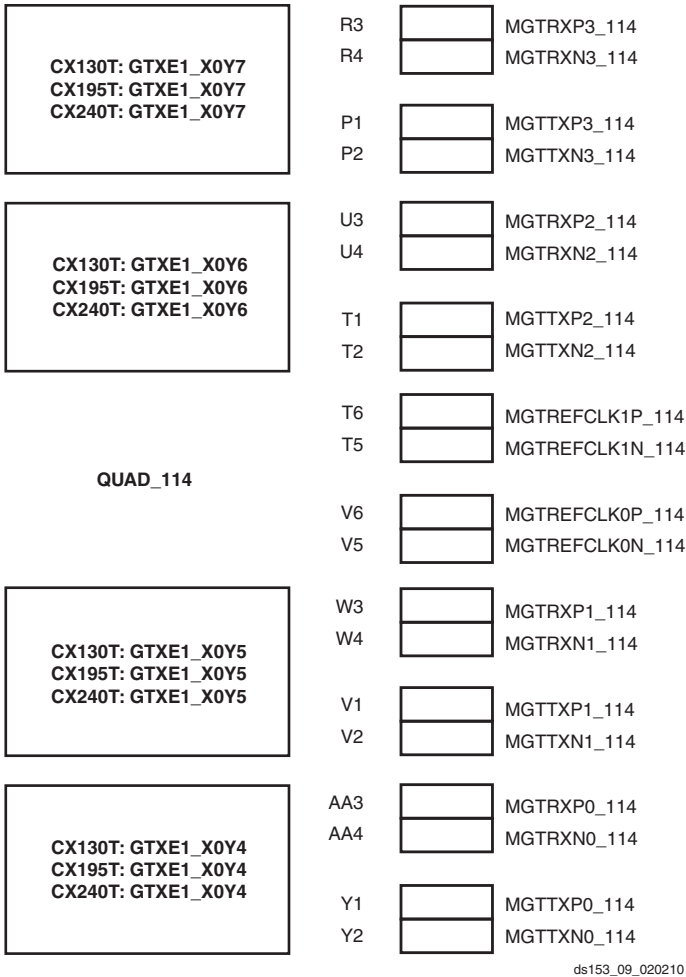 R3 MGTRXP3_114
R4 MGTRXN3_114
CX130T: GTXE1_X0Y7
CX195T: GTXE1_X0Y7
CX240T: GTXE1_X0Y7
P1 MGTTXP3_114
P2 MGTTXN3_114
U3 MGTRXP2_114
U4 MGTRXN2_114
CX130T: GTXE1_X0Y6
CX195T: GTXE1_X0Y6
CX240T: GTXE1_X0Y6
T1 MGTTXP2_114
T2 MGTTXN2_114
T6 MGTREFCLK1P_114
T5 MGTREFCLK1N_114
QUAD_114
V6 MGTREFCLK0P_114
V5 MGTREFCLK0N_114
W3 MGTRXP1_114
W4 MGTRXN1_114
CX130T: GTXE1_X0Y5
CX195T: GTXE1_X0Y5
CX240T: GTXE1_X0Y5
V1 MGTTXP1_114
V2 MGTTXN1_114
AA3 MGTRXP0_114
AA4 MGTRXN0_114
CX130T: GTXE1_X0Y4
CX195T: GTXE1_X0Y4
CX240T: GTXE1_X0Y4
Y1 MGTTXP0_114
Y2 MGTTXN0_114
ds153_09_020210